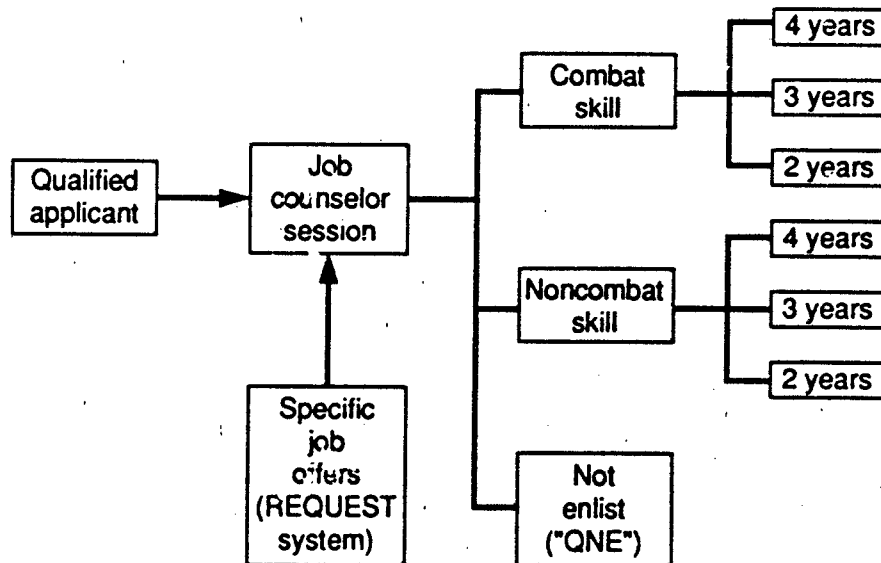 Qualified
applicant
Job
counselor
session
Specific
job
offers
(REQUEST
system)
Combat
skill
4 years
3 years
2 years
Noncombat
skill
4 years
3 years
2 years
Not
enlist
("QNE")